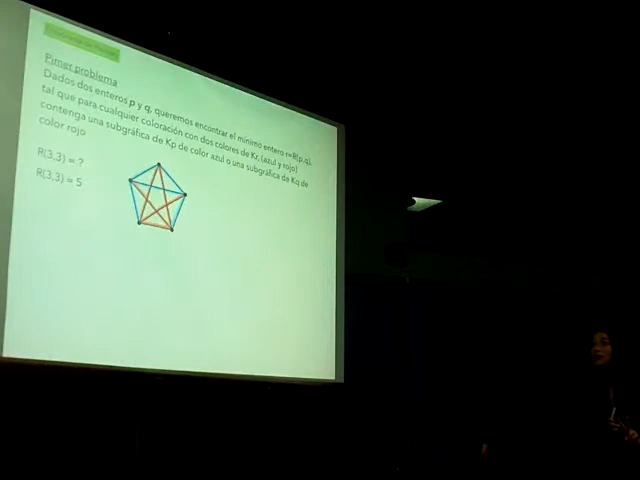 Pimer problema
Dados dos enteros p y q, queremos encontrar el mínimo entero r=R(p,q),
tal que para cualquier coloración con dos colores de Kr, (azul y rojo)
contenga una subgráfica de Kp de color azul o una subgráfica de Kq de
color rojo
R(3,3) = ?
R(3,3) = 5